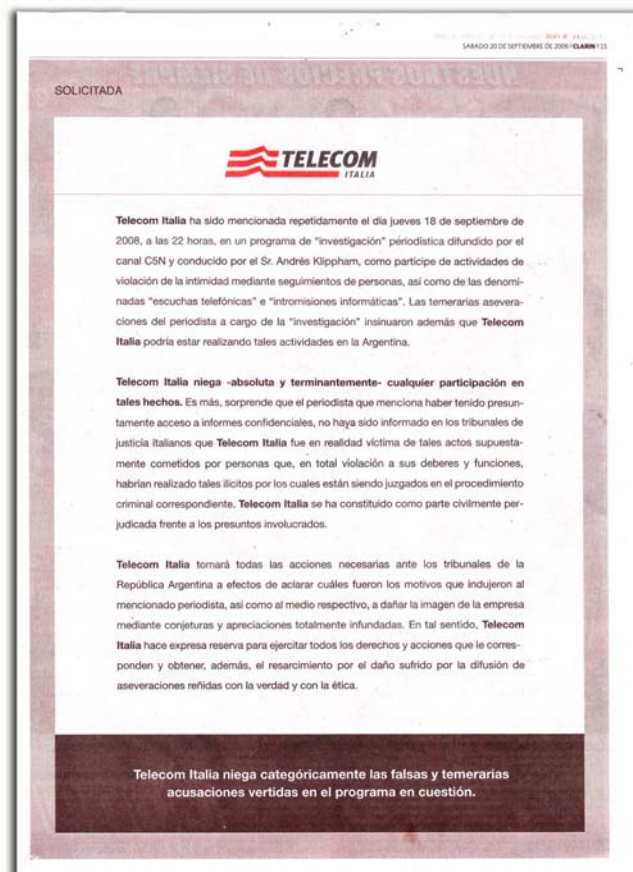 SABADO 20 DE SEPTIEMBRE DE 2008 CLARIN 15
SOLICITADA
TELECOM
ITALIA
Telecom Italia ha sido mencionada repetidamente el día jueves 18 de septiembre de
2008, a las 22 horas, en un programa de "investigación" periodística difundido por el
canal C5N y conducido por el Sr. Andrés Klippham, como partícipe de actividades de
violación de la intimidad mediante seguimientos de personas, así como de las denomi-
nadas "escuchas telefónicas" e "intromisiones informáticas". Las temerarias asevera-
ciones del periodista a cargo de la "investigación" insinuaron además que Telecom
Italia podría estar realizando tales actividades en la Argentina.
Telecom Italia niega -absoluta y terminantemente- cualquier participación en
tales hechos. Es más, sorprende que el periodista que menciona haber tenido presun-
tamente acceso a informes confidenciales, no haya sido informado en los tribunales de
justicia italianos que Telecom Italia fue en realidad víctima de tales actos supuesta-
mente cometidos por personas que, en total violación a sus deberes y funciones,
habrían realizado tales ilícitos por los cuales están siendo juzgados en el procedimiento
criminal correspondiente. Telecom Italia se ha constituido como parte civilmente per-
judicada frente a los presuntos involucrados.
Telecom Italia tomará todas las acciones necesarias ante los tribunales de la
República Argentina a efectos de aclarar cuáles fueron los motivos que indujeron al
mencionado periodista, así como al medio respectivo, a dañar la imagen de la empresa
mediante conjeturas y apreciaciones totalmente infundadas. En tal sentido, Telecom
Italia hace expresa reserva para ejercitar todos los derechos y acciones que le corres-
ponden y obtener, además, el resarcimiento por el daño sufrido por la difusión de
aseveraciones reñidas con la verdad y con la ética.
Telecom Italia niega categóricamente las falsas y temerarias
acusaciones vertidas en el programa en cuestión.